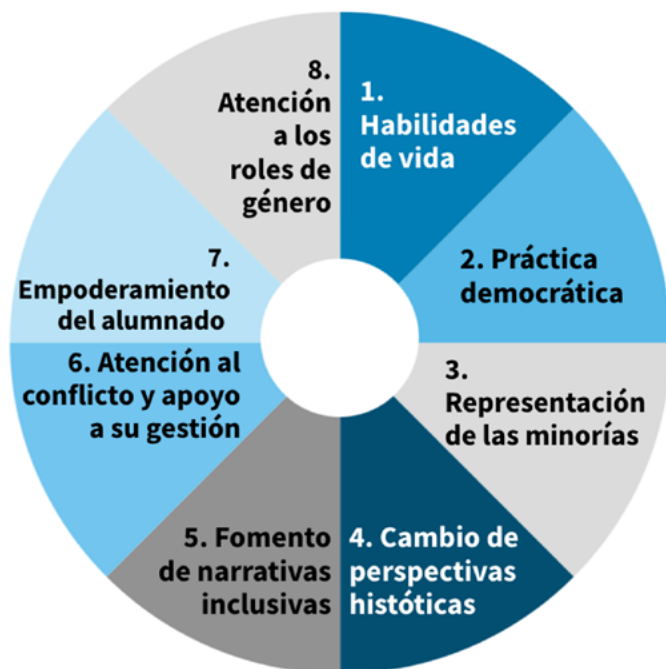 1.
Habilidades
de vida
2. Práctica
democrática
3.
Representación
de las minorías
4. Cambio de
perspectivas
históticas
5. Fomento
de narrativas
inclusivas
6. Atención al
conflicto y apoyo
a su gestión
7.
Empoderamiento
del alumnado
8.
Atención
a los
roles de
género